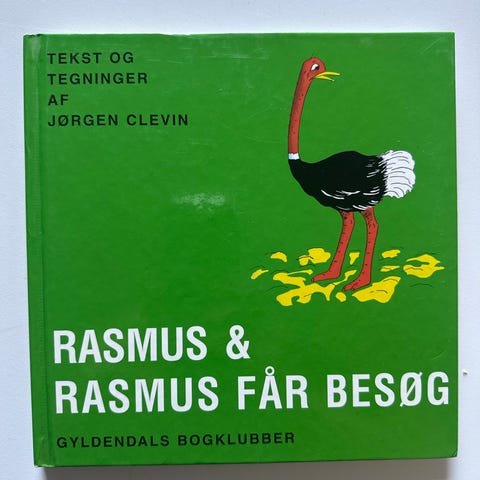 TEKST OG
TEGNINGER
AF
JØRGEN CLEVIN
RASMUS &
RASMUS FÅR BESØG
GYLDENDALS BOGKLUBBER